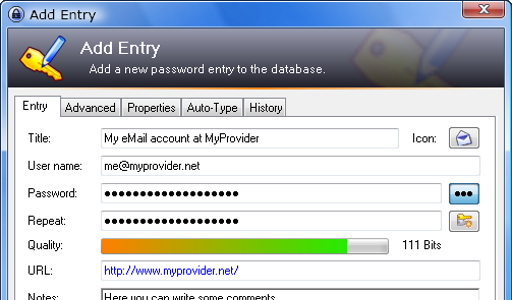 Add Entry
Add Entry
Add a new password entry to the database.
Entry Advanced Properties Auto-Type History
Title: My eMail account at MyProvider Icon:
User name: me@myprovider.net
Password: ●●●●●●●●●●●●●●●●●● ●●●
Repeat: ●●●●●●●●●●●●●●●●●●
Quality: 111 Bits
URL: http://www.myprovider.net/
Notes: Here you can write some comments